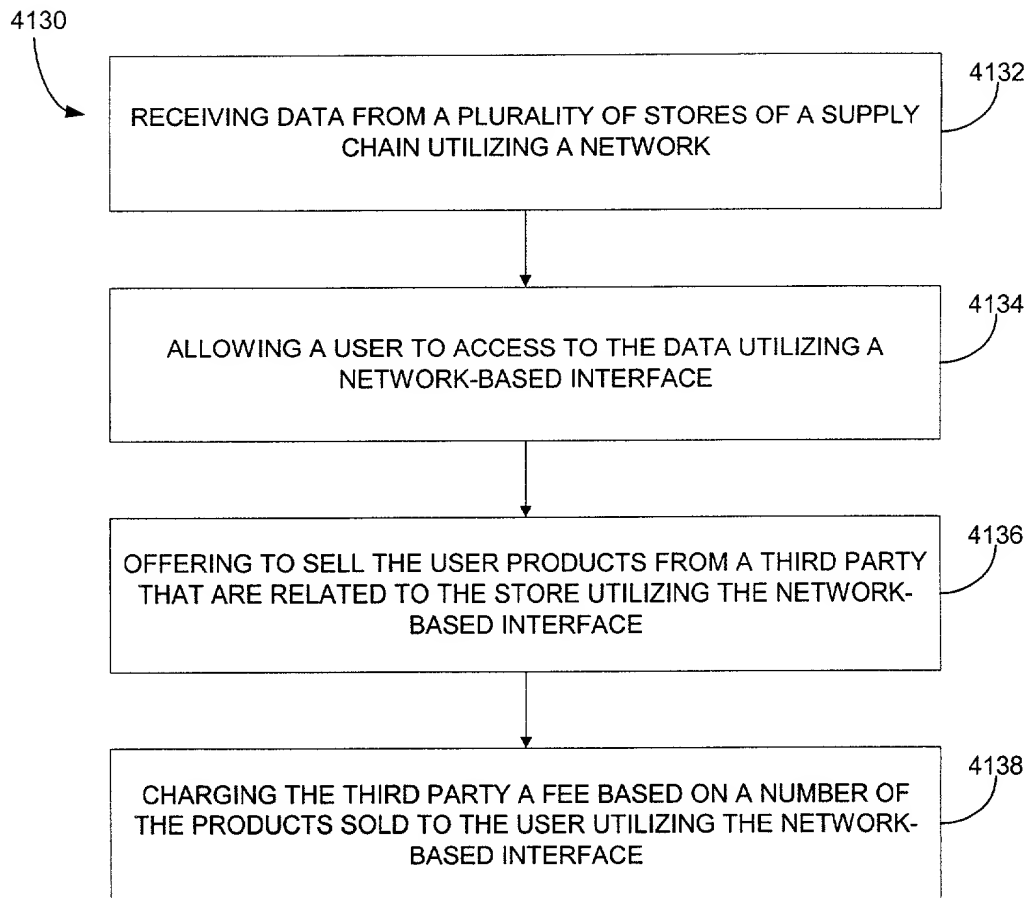 4130
4132
RECEIVING DATA FROM A PLURALITY OF STORES OF A SUPPLY
CHAIN UTILIZING A NETWORK
4134
ALLOWING A USER TO ACCESS TO THE DATA UTILIZING A
NETWORK-BASED INTERFACE
4136
OFFERING TO SELL THE USER PRODUCTS FROM A THIRD PARTY
THAT ARE RELATED TO THE STORE UTILIZING THE NETWORK-
BASED INTERFACE
4138
CHARGING THE THIRD PARTY A FEE BASED ON A NUMBER OF
THE PRODUCTS SOLD TO THE USER UTILIZING THE NETWORK-
BASED INTERFACE